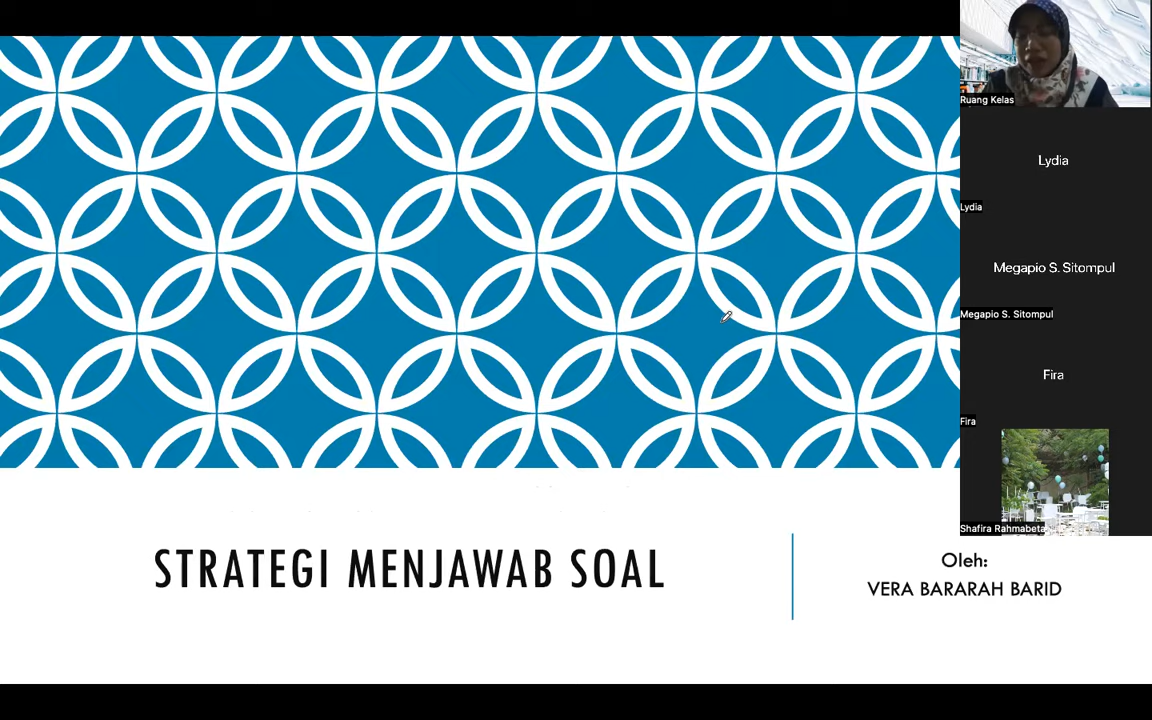 Ruang Kelas
Lydia
Lydia
Megapio S. Sitompul
Megapio S. Sitompul
Fira
Fira
Shafira Rahmabeta
STRATEGI MENJAWAB SOAL
Oleh:
VERA BARARAH BARID